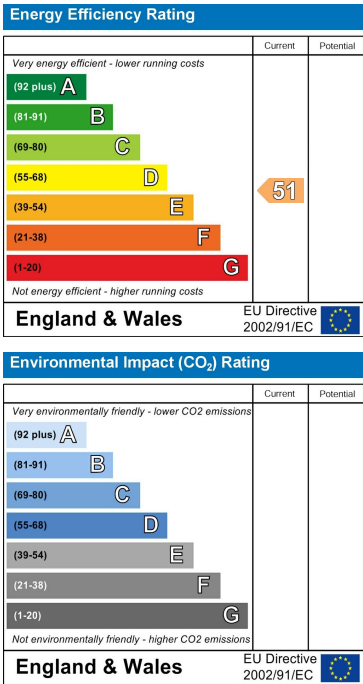 Energy Efficiency Rating
Current Potential
Very energy efficient - lower running costs
(92 plus) A
(81-91) B
(69-80) C
(55-68) D
(39-54) E
51
(21-38) F
(1-20) G
Not energy efficient - higher running costs
England & Wales
EU Directive
2002/91/EC
Environmental Impact (CO₂) Rating
Current Potential
Very environmentally friendly - lower CO2 emissions
(92 plus) A
(81-91) B
(69-80) C
(55-68) D
(39-54) E
(21-38) F
(1-20) G
Not environmentally friendly - higher CO2 emissions
England & Wales
EU Directive
2002/91/EC